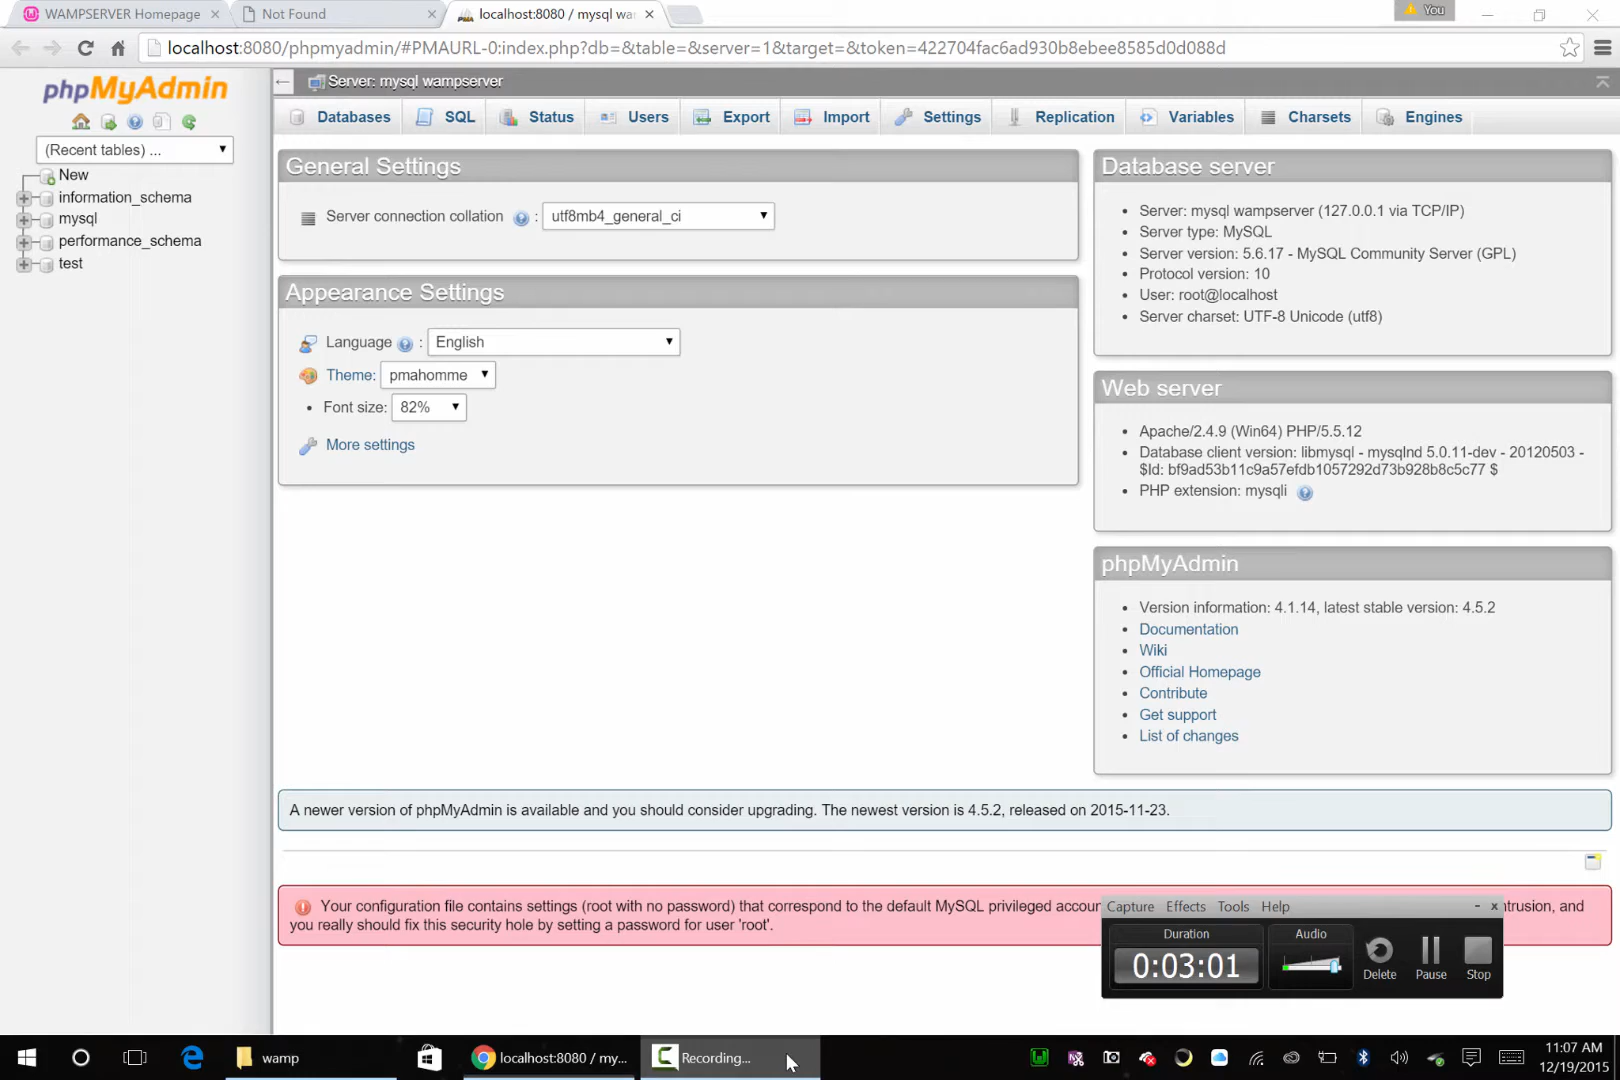 WAMPSERVER Homepage
Not Found
localhost:8080 / mysql wa
You
localhost:8080/phpmyadmin/#PMAURL-0:index.php?db=&table=&server=1&target=&token=422704fac6ad930b8ebee8585d0d088d
phpMyAdmin
Server: mysql wampserver
Databases
SQL
Status
Users
Export
Import
Settings
Replication
Variables
Charsets
Engines
(Recent tables) ...
New
information_schema
mysql
performance_schema
test
General Settings
Server connection collation : utf8mb4_general_ci
Appearance Settings
Language : English
Theme: pmahomme
• Font size: 82%
More settings
Database server
• Server: mysql wampserver (127.0.0.1 via TCP/IP)
• Server type: MySQL
• Server version: 5.6.17 - MySQL Community Server (GPL)
• Protocol version: 10
• User: root@localhost
• Server charset: UTF-8 Unicode (utf8)
Web server
• Apache/2.4.9 (Win64) PHP/5.5.12
• Database client version: libmysql - mysqlnd 5.0.11-dev - 20120503 -
$Id: bf9ad53b11c9a57efdb1057292d73b928b8c5c77 $
• PHP extension: mysqli
phpMyAdmin
• Version information: 4.1.14, latest stable version: 4.5.2
• Documentation
• Wiki
• Official Homepage
• Contribute
• Get support
• List of changes
A newer version of phpMyAdmin is available and you should consider upgrading. The newest version is 4.5.2, released on 2015-11-23.
Your configuration file contains settings (root with no password) that correspond to the default MySQL privileged accou
trusion, and
you really should fix this security hole by setting a password for user 'root'.
Capture Effects Tools Help
Duration
Audio
0:03:01
Delete
Pause
Stop
wamp
localhost:8080 / my...
Recording...
11:07 AM
12/19/2015